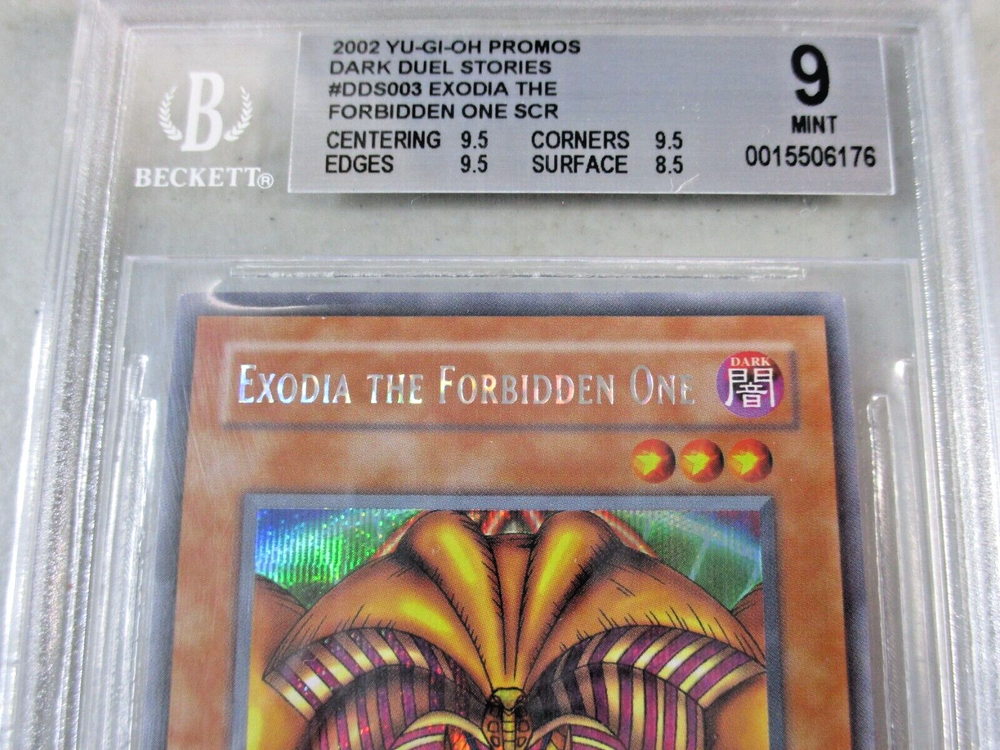 2002 YU-GI-OH PROMOS
DARK DUEL STORIES
#DDS003 EXODIA THE
FORBIDDEN ONE SCR
CENTERING 9.5 CORNERS 9.5
EDGES 9.5 SURFACE 8.5
9
MINT
0015506176
B
BECKETT®
EXODIA THE FORBIDDEN ONE
DARK
闇